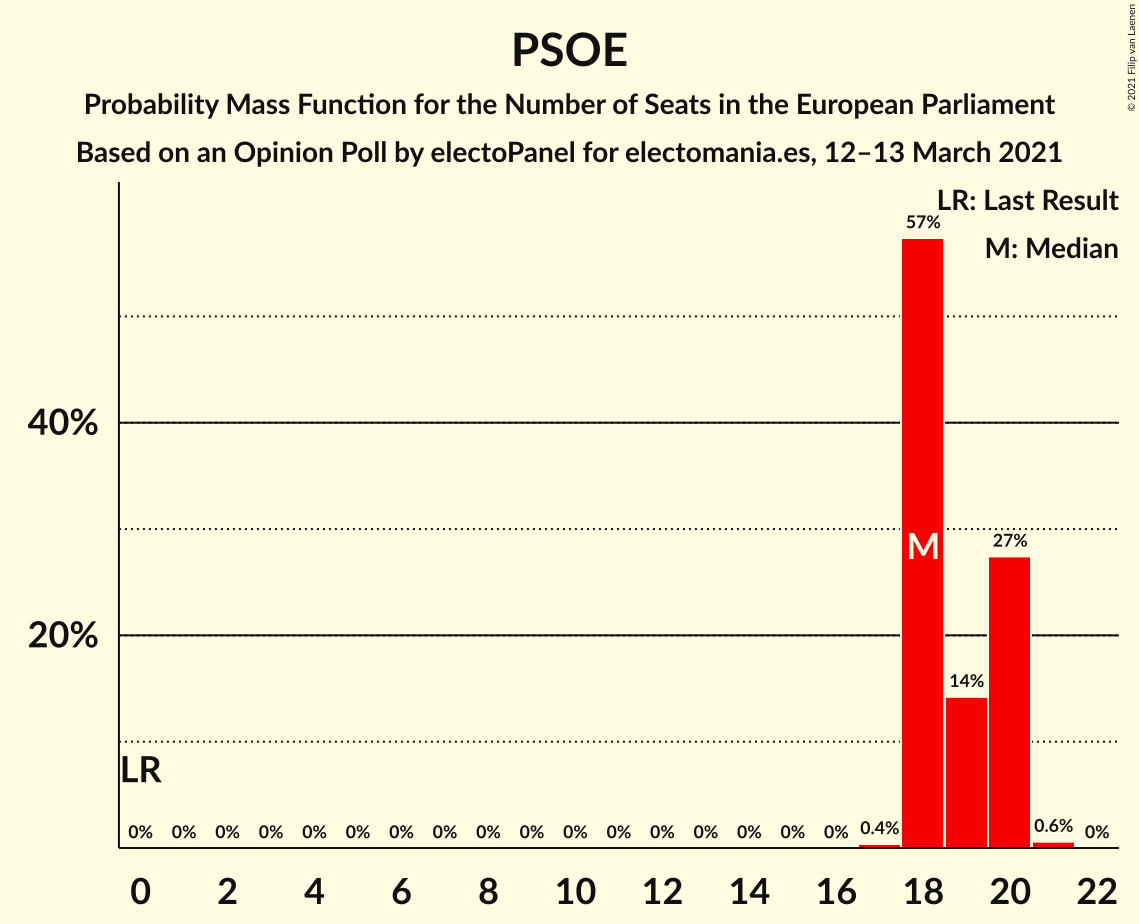 © 2021 Filip van Laenen
PSOE
Probability Mass Function for the Number of Seats in the European Parliament
Based on an Opinion Poll by electoPanel for electomania.es, 12–13 March 2021
LR: Last Result
57%
M: Median
40%
M
27%
20%
14%
LR
0% 0% 0% 0% 0% 0% 0% 0% 0% 0% 0% 0% 0% 0% 0% 0% 0% 0.4% 0.6% 0%
0 2 4 6 8 10 12 14 16 18 20 22